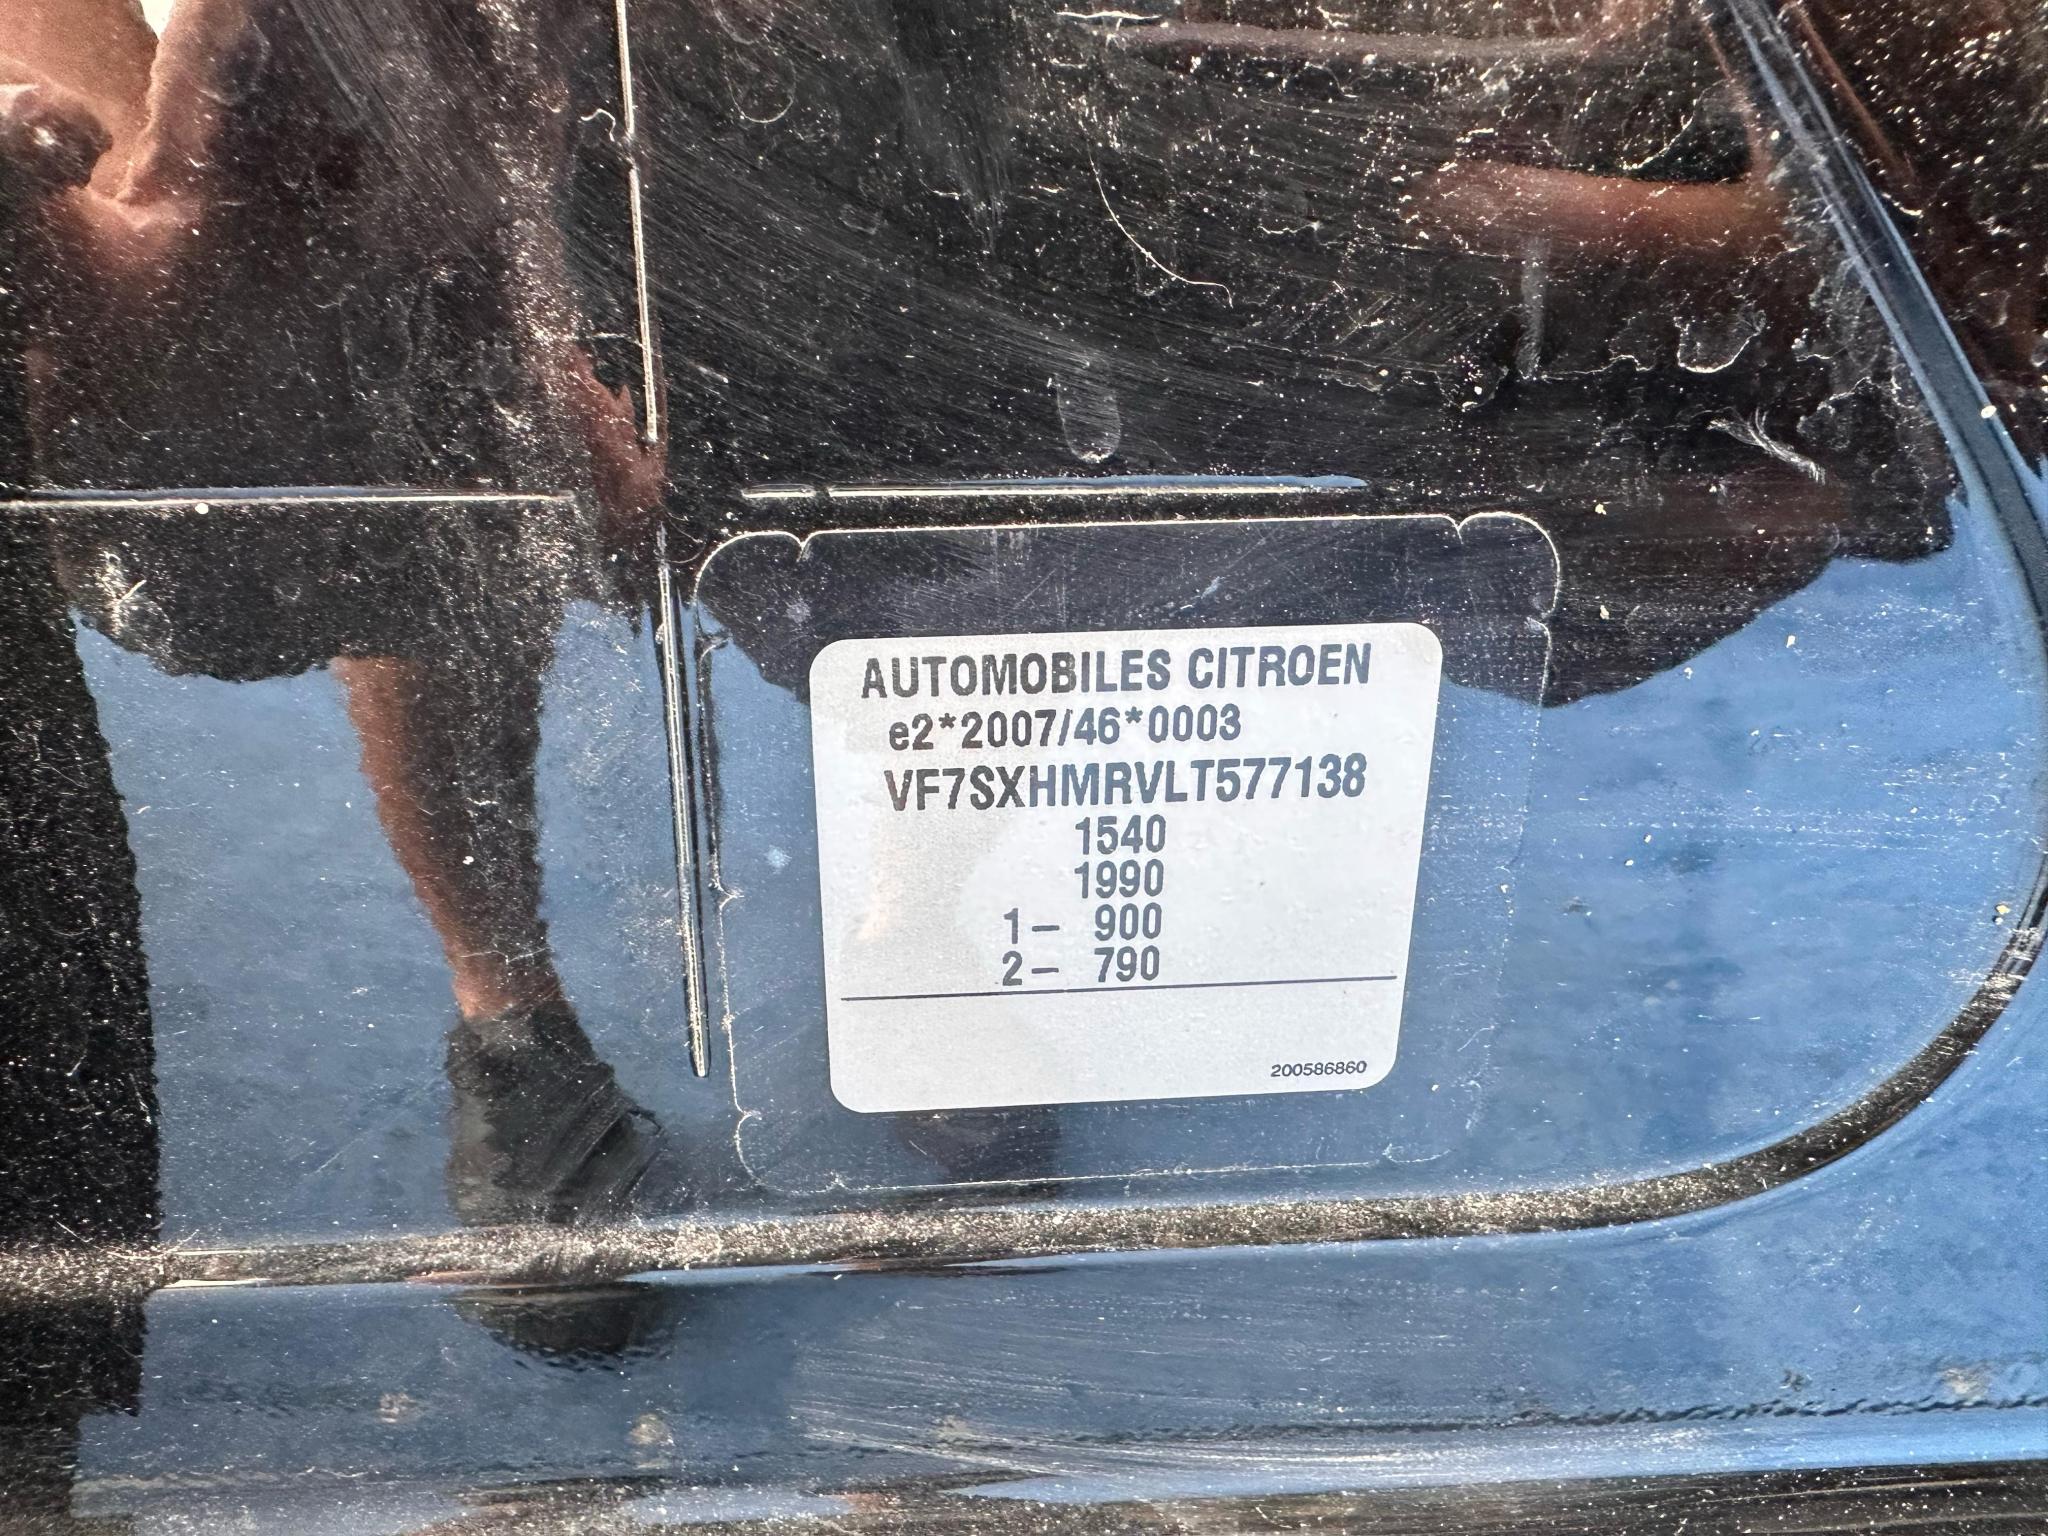 AUTOMOBILES CITROEN
e2*2007/46*0003
VF7SXHMRVLT577138
1540
1990
1- 900
2- 790
200586860